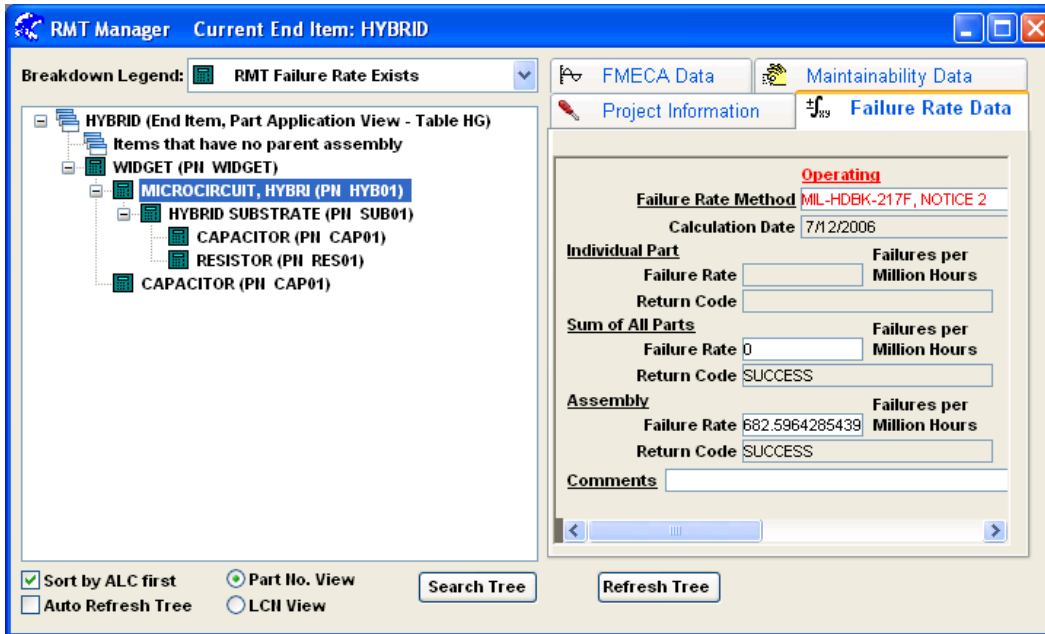 RMT Manager Current End Item: HYBRID
Breakdown Legend: RMT Failure Rate Exists
HYBRID (End Item, Part Application View - Table HG)
Items that have no parent assembly
WIDGET (PN WIDGET)
MICROCIRCUIT, HYBRI (PN HYB01)
HYBRID SUBSTRATE (PN SUB01)
CAPACITOR (PN CAP01)
RESISTOR (PN RES01)
CAPACITOR (PN CAP01)
Sort by ALC first
Auto Refresh Tree
Part No. View
LCN View
Search Tree
FMECA Data
Maintainability Data
Project Information
Failure Rate Data
Operating
Failure Rate Method MIL-HDBK-217F, NOTICE 2
Calculation Date 7/12/2006
Individual Part Failures per
Failure Rate Million Hours
Return Code
Sum of All Parts Failures per
Failure Rate 0 Million Hours
Return Code SUCCESS
Assembly Failures per
Failure Rate 682.5964285439 Million Hours
Return Code SUCCESS
Comments
Refresh Tree